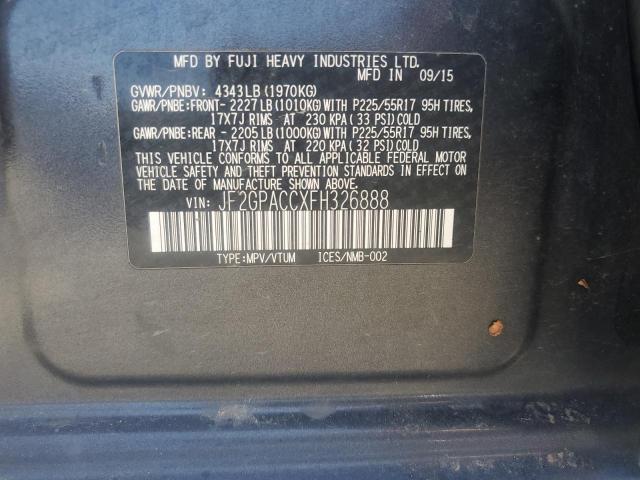 MFD BY FUJI HEAVY INDUSTRIES LTD.
MFD IN 09/15
GVWR/PNBV: 4343LB(1970KG)
GAWR/PNBE:FRONT- 2227LB(1010KG)WITH P225/55R17 95H TIRES,
17X7J RIMS AT 230 KPA (33 PSI)COLD
GAWR/PNBE:REAR - 2205LB(1000KG)WITH P225/55R17 95H TIRES,
17X7J RIMS AT 220 KPA (32 PSI)COLD
THIS VEHICLE CONFORMS TO ALL APPLICABLE FEDERAL MOTOR
VEHICLE SAFETY AND THEFT PREVENTION STANDARDS IN EFFECT ON
THE DATE OF MANUFACTURE SHOWN ABOVE.
VIN: JF2GPACCXFH326888
TYPE:MPV/VTUM ICES/NMB-002